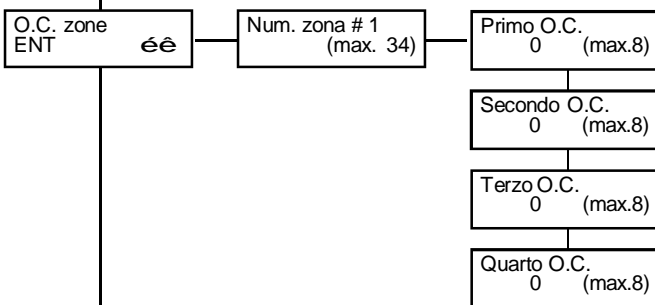 O.C. zone
ENT éê
Num. zona # 1
(max. 34)
Primo O.C.
0 (max.8)
Secondo O.C.
0 (max.8)
Terzo O.C.
0 (max.8)
Quarto O.C.
0 (max.8)